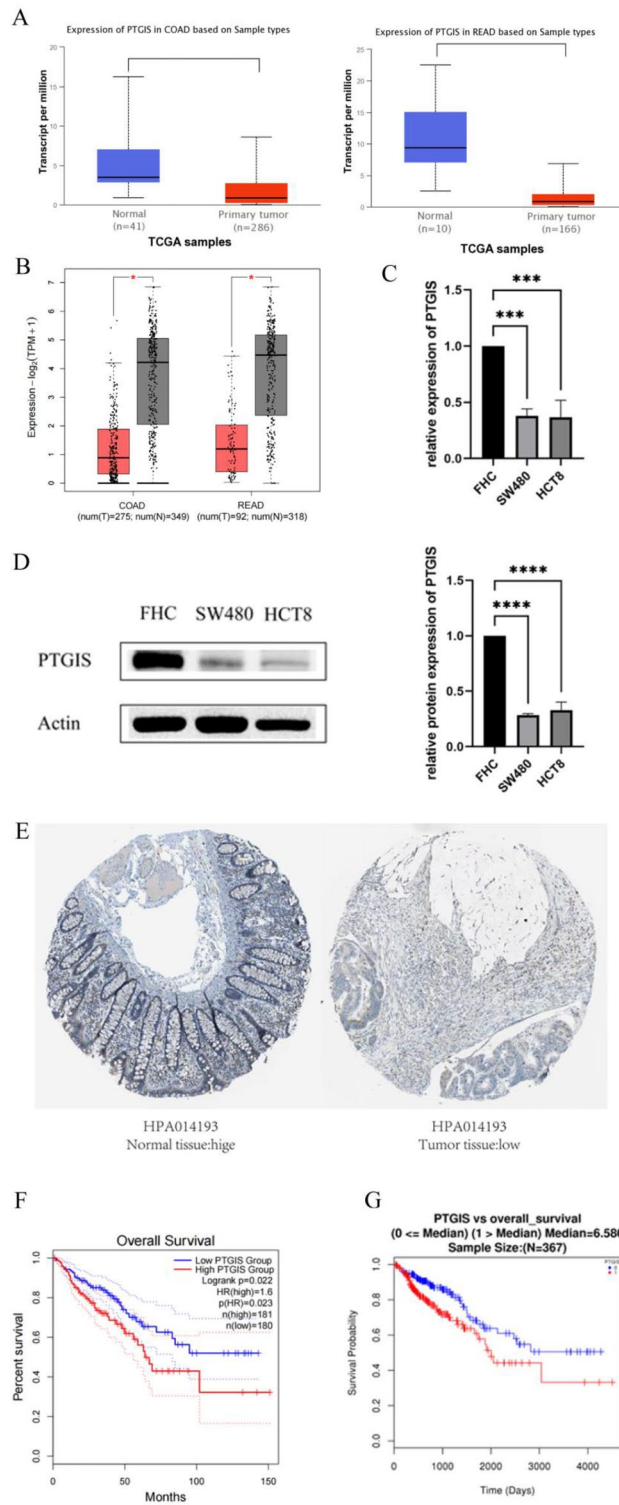 A
Expression of PTGIS in COAD based on Sample types
Transcript per million
20
15
10
5
0
Normal
(n=41)
Primary tumor
(n=286)
TCGA samples
Expression of PTGIS in READ based on Sample types
Transcript per million
25
20
15
10
5
0
Normal
(n=10)
Primary tumor
(n=166)
TCGA samples
B
Expression − log2(TPM + 1)
7
6
5
4
3
2
1
0
*
*
COAD
(num(T)=275; num(N)=349)
READ
(num(T)=92; num(N)=318)
C
relative expression of PTGIS
1.5
1.0
0.5
0.0
***
***
FHC
SW480
HCT8
D
FHC SW480 HCT8
PTGIS
Actin
relative protein expression of PTGIS
1.5
1.0
0.5
0.0
****
****
FHC
SW480
HCT8
E
HPA014193
Normal tissue:hige
HPA014193
Tumor tissue:low
F
Overall Survival
Low PTGIS Group
High PTGIS Group
Logrank p=0.022
HR(high)=1.6
p(HR)=0.023
n(high)=181
n(low)=180
Percent survival
1.0
0.8
0.6
0.4
0.2
0.0
0 50 100 150
Months
G
PTGIS vs overall_survival
(0 <= Median) (1 > Median) Median=6.580
Sample Size:(N=367)
PTGIS
0
1
Survival Probability
1.0
0.8
0.6
0.4
0.2
0.0
0 1000 2000 3000 4000
Time (Days)